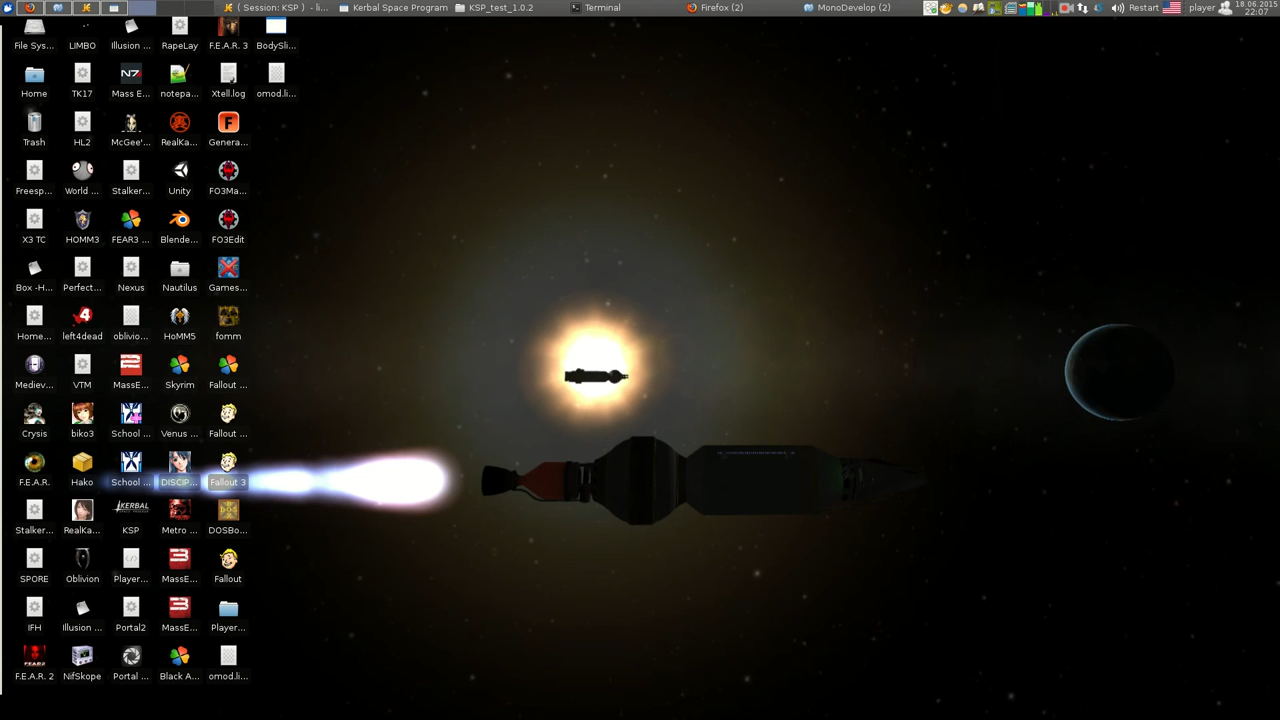 ( Session: KSP ) - li...
Kerbal Space Program
KSP_test_1.0.2
Terminal
Firefox (2)
MonoDevelop (2)
Restart
player
18.06.2015
22:07
File Sys...
LIMBO
Illusion ...
RapeLay
F.E.A.R. 3
BodySli...
Home
TK17
Mass E...
notepa...
Xtell.log
omod.li...
Trash
HL2
McGee'...
RealKa...
Genera...
Freesp...
World ...
Stalker...
Unity
FO3Ma...
X3 TC
HOMM3
FEAR3 ...
Blende...
FO3Edit
Box -H...
Perfect...
Nexus
Nautilus
Games...
Home...
left4dead
oblivio...
HoMM5
fomm
Mediev...
VTM
MassE...
Skyrim
Fallout ...
Crysis
biko3
School ...
Venus ...
Fallout ...
F.E.A.R.
Hako
School ...
DISCIP...
Fallout 3
Stalker...
RealKa...
KSP
Metro ...
DOSBo...
SPORE
Oblivion
Player...
MassE...
Fallout
IFH
Illusion ...
Portal2
MassE...
Player...
F.E.A.R. 2
NifSkope
Portal ...
Black A...
omod.li...